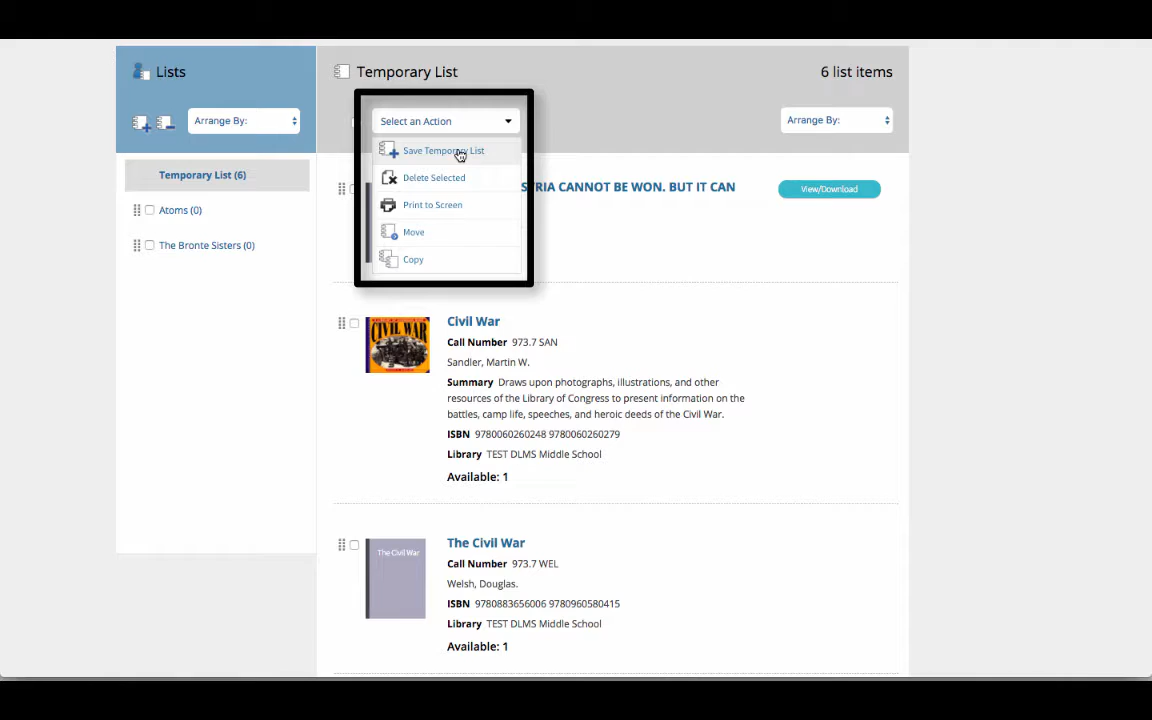 Lists
Arrange By:
Temporary List (6)
Atoms (0)
The Bronte Sisters (0)
Temporary List
6 list items
Select an Action
Arrange By:
Save Temporary List
Delete Selected
Print to Screen
Move
Copy
SYRIA CANNOT BE WON. BUT IT CAN
View/Download
CIVIL WAR
Civil War
Call Number 973.7 SAN
Sandler, Martin W.
Summary Draws upon photographs, illustrations, and other
resources of the Library of Congress to present information on the
battles, camp life, speeches, and heroic deeds of the Civil War.
ISBN 9780060260248 9780060260279
Library TEST DLMS Middle School
Available: 1
The Civil War
The Civil War
Call Number 973.7 WEL
Welsh, Douglas.
ISBN 9780883656006 9780960580415
Library TEST DLMS Middle School
Available: 1